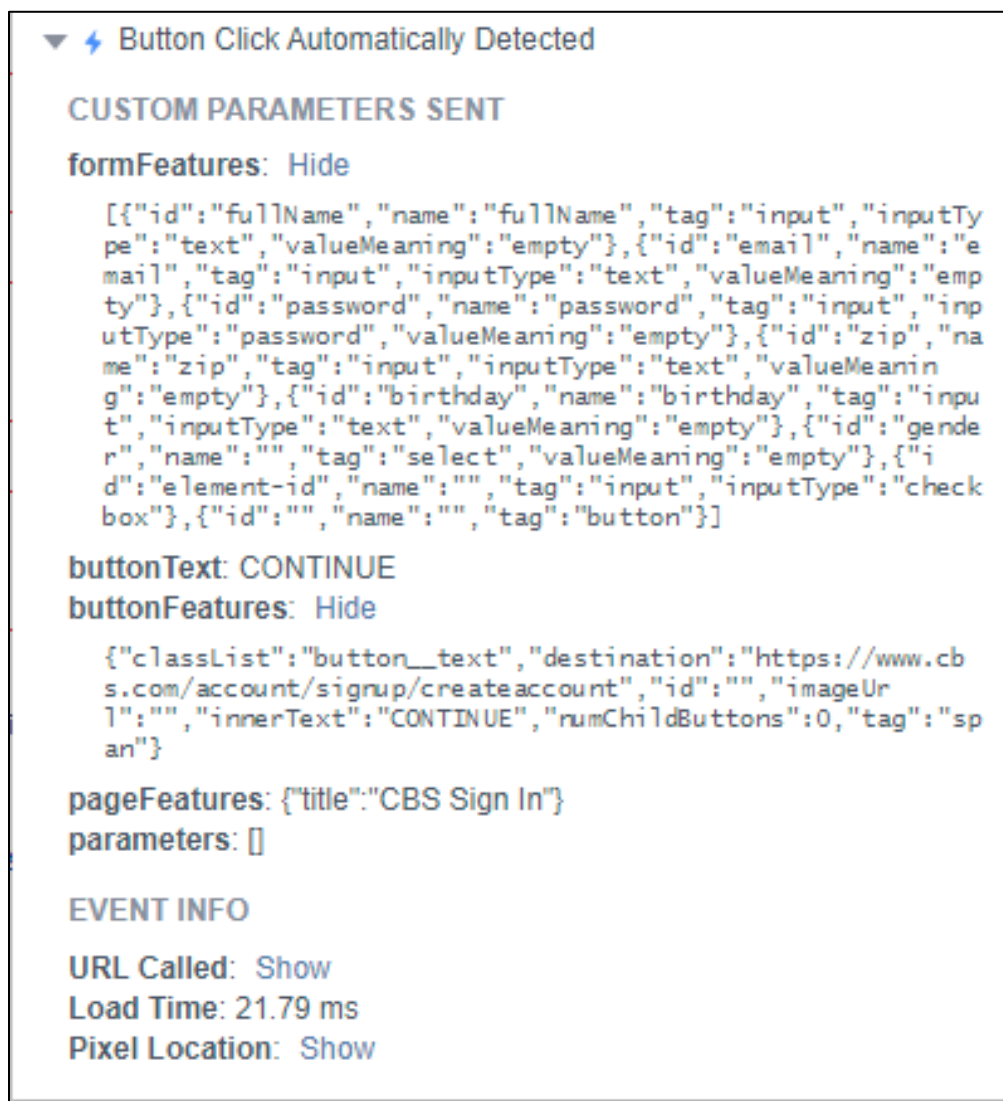 Button Click Automatically Detected
CUSTOM PARAMETERS SENT
formFeatures: Hide
[{"id":"fullName","name":"fullName","tag":"input","inputTy
pe":"text","valueMeaning":"empty"},{"id":"email","name":"e
mail","tag":"input","inputType":"text","valueMeaning":"emp
ty"},{"id":"password","name":"password","tag":"input","inp
utType":"password","valueMeaning":"empty"},{"id":"zip","na
me":"zip","tag":"input","inputType":"text","valueMeanin
g":"empty"},{"id":"birthday","name":"birthday","tag":"inpu
t","inputType":"text","valueMeaning":"empty"},{"id":"gende
r","name":"","tag":"select","valueMeaning":"empty"},{"i
d":"element-id","name":"","tag":"input","inputType":"check
box"},{"id":"","name":"","tag":"button"}]
buttonText: CONTINUE
buttonFeatures: Hide
{"classList":"button__text","destination":"https://www.cb
s.com/account/signup/createaccount","id":"","imageUr
l":"","innerText":"CONTINUE","numChildButtons":0,"tag":"sp
an"}
pageFeatures: {"title":"CBS Sign In"}
parameters: []
EVENT INFO
URL Called: Show
Load Time: 21.79 ms
Pixel Location: Show